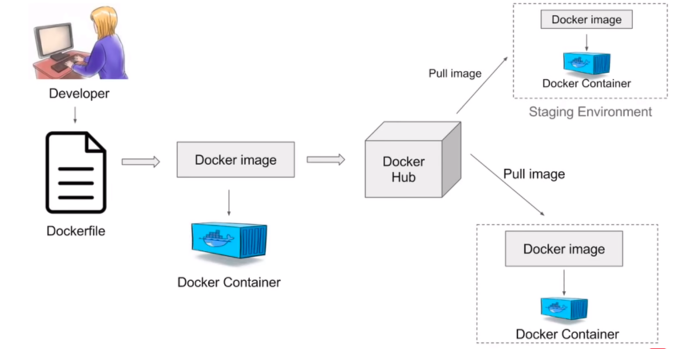 Developer
Dockerfile
Docker image
Docker Container
Docker
Hub
Pull image
Docker image
Docker Container
Staging Environment
Pull image
Docker image
Docker Container